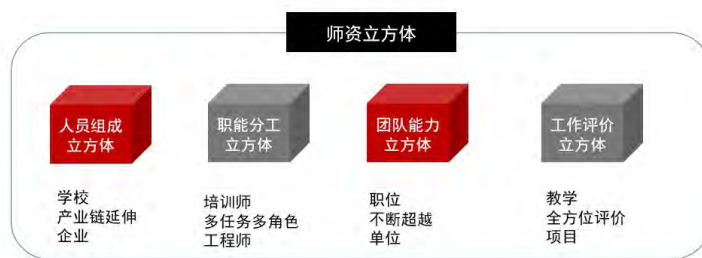 师资立方体
人员组成
立方体
学校
产业链延伸
企业
职能分工
立方体
培训师
多任务多角色
工程师
团队能力
立方体
职位
不断超越
单位
工作评价
立方体
教学
全方位评价
项目